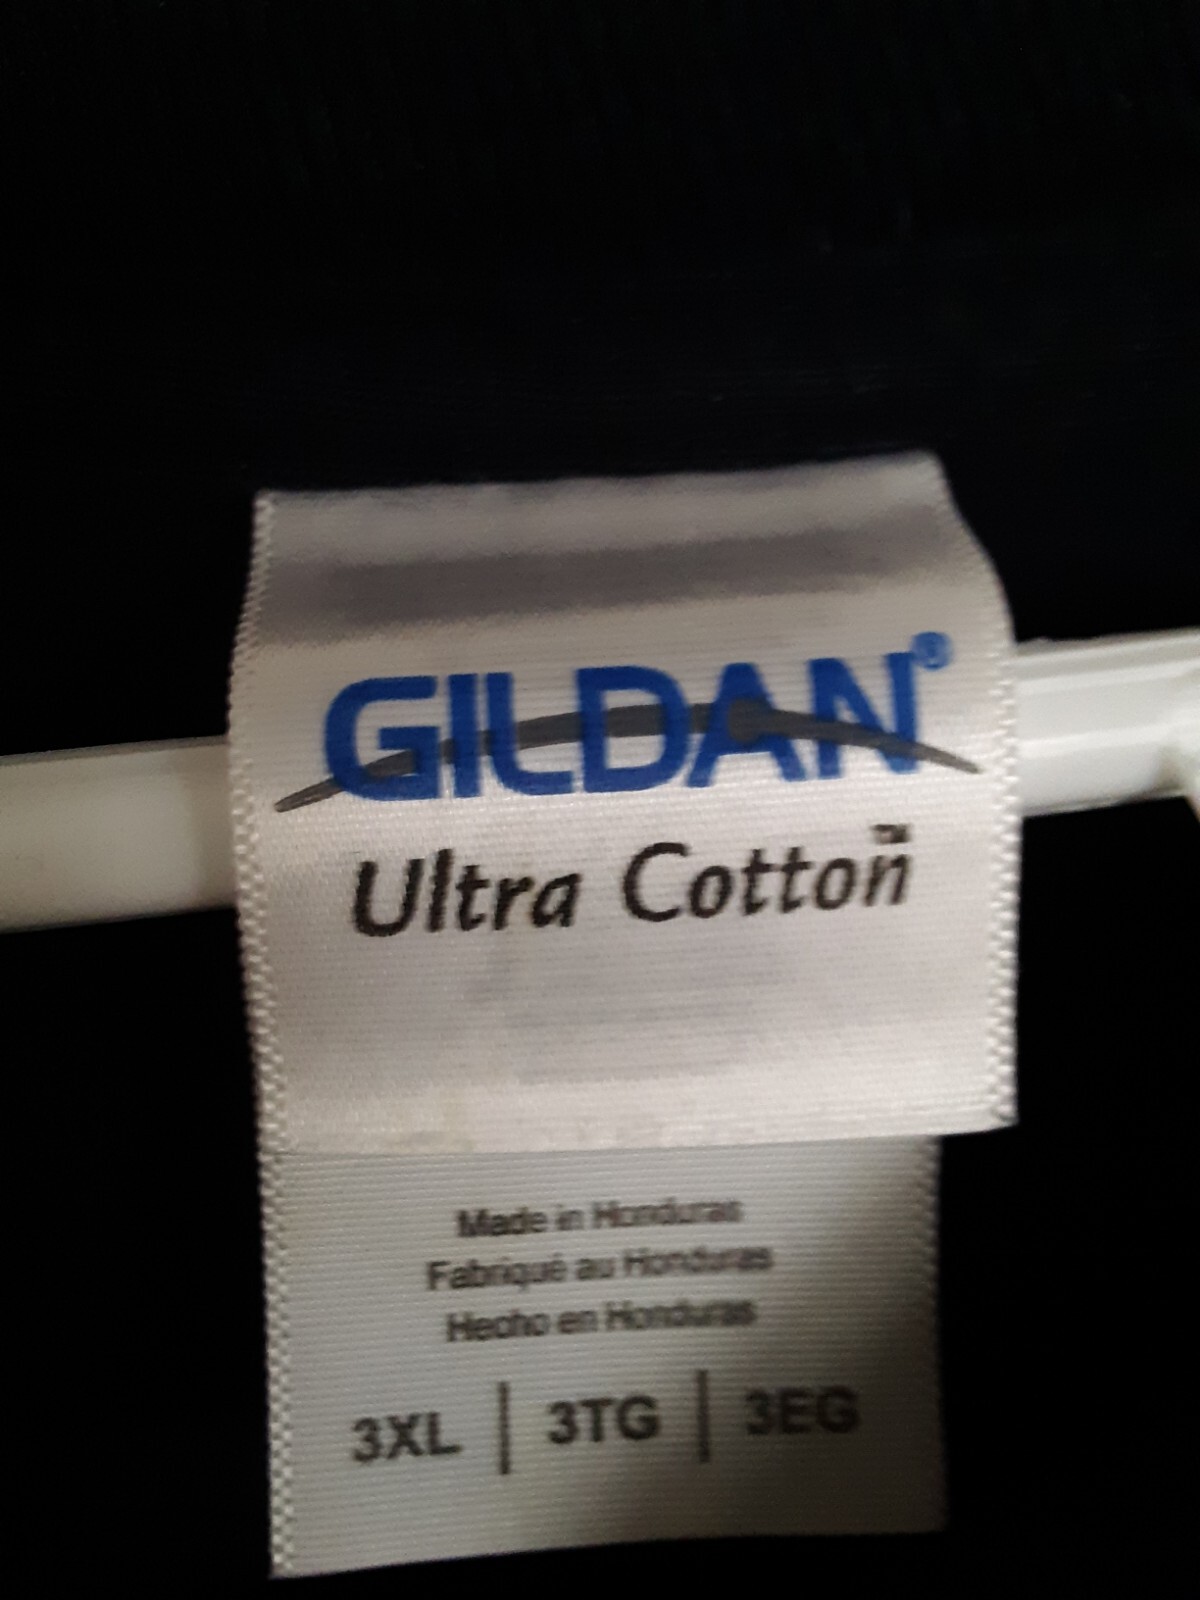 GILDAN®
Ultra Cotton™
Made in Honduras
Fabriqué au Honduras
Hecho en Honduras
3XL | 3TG | 3EG